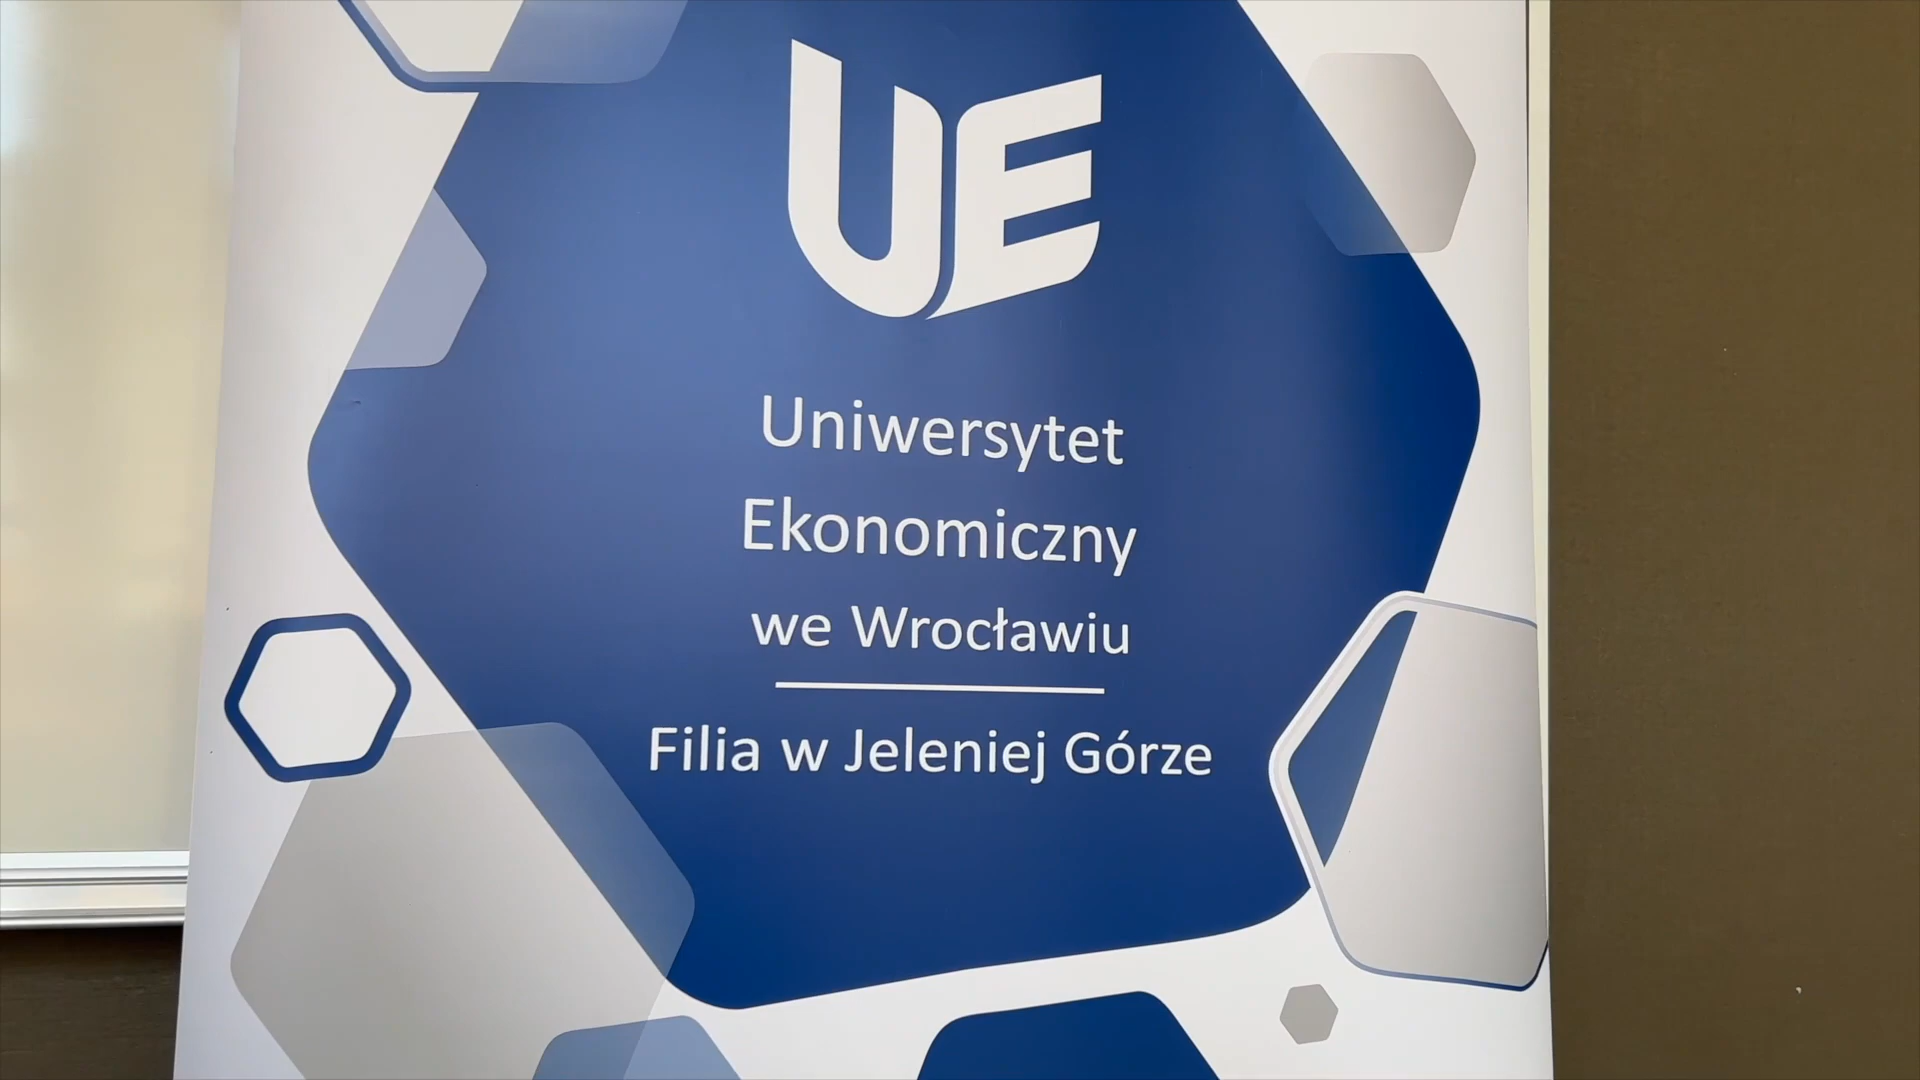 UE
Uniwersytet
Ekonomiczny
we Wrocławiu
Filia w Jeleniej Górze